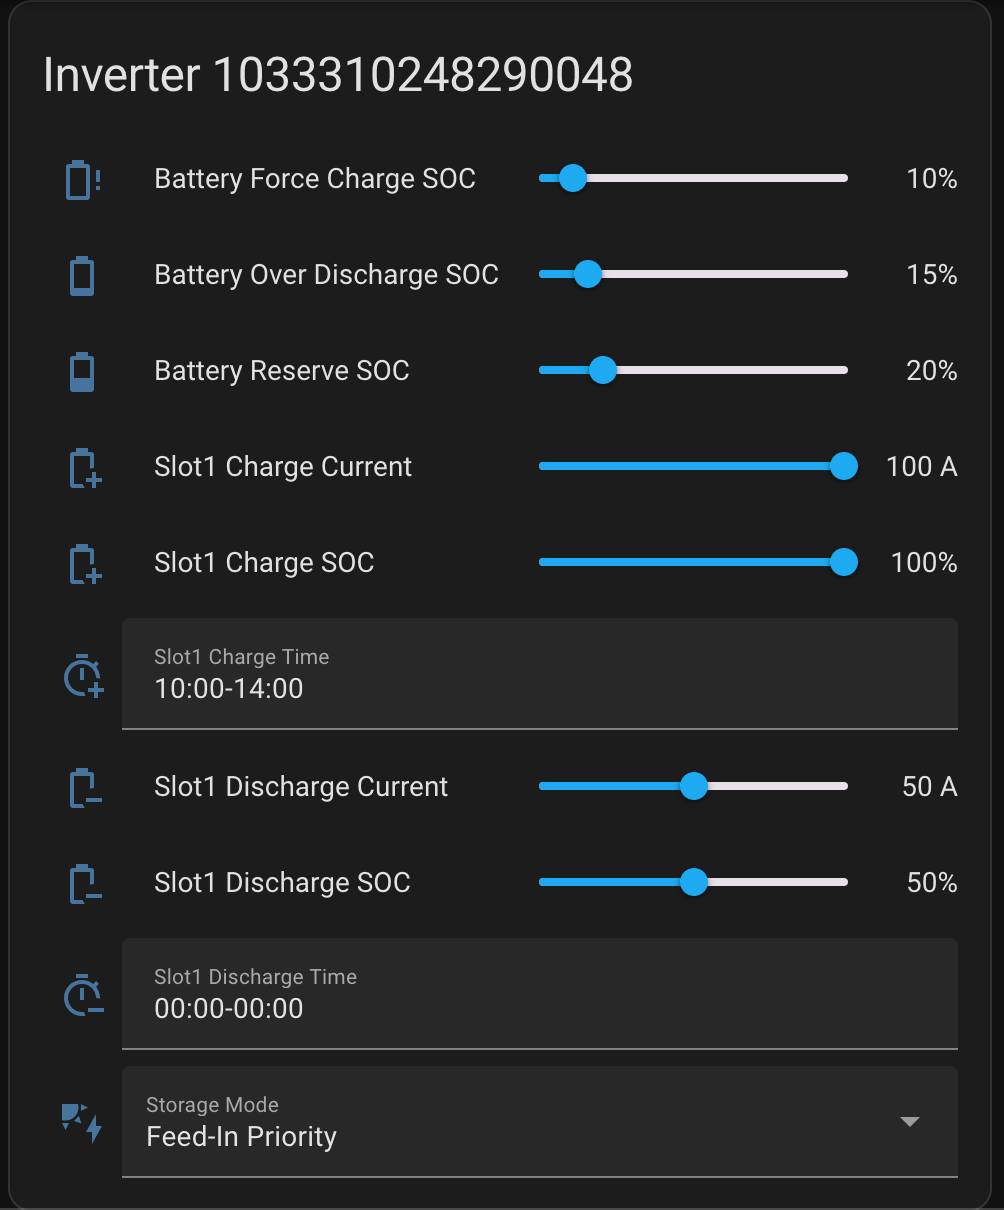 Inverter 1033310248290048
Battery Force Charge SOC 10%
Battery Over Discharge SOC 15%
Battery Reserve SOC 20%
Slot1 Charge Current 100 A
Slot1 Charge SOC 100%
Slot1 Charge Time
10:00-14:00
Slot1 Discharge Current 50 A
Slot1 Discharge SOC 50%
Slot1 Discharge Time
00:00-00:00
Storage Mode
Feed-In Priority